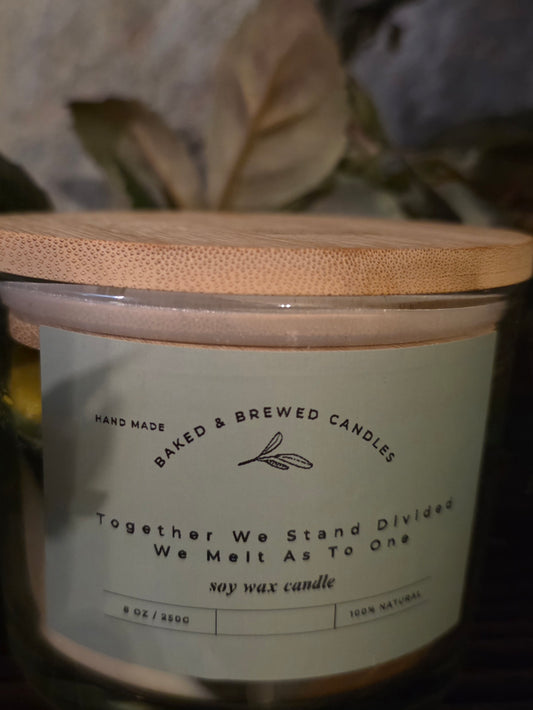 HAND MADE
BAKED & BREWED CANDLES
Together We Stand Divided
We Melt As To One
soy wax candle
8 OZ / 250G
100% NATURAL